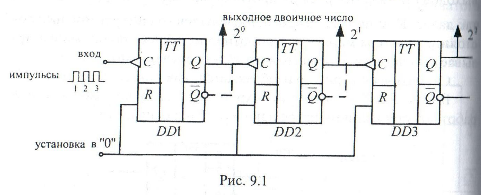 выходное двоичное число
2⁰ 2¹ 2¹
вход
C TT Q C TT Q C TT Q
импульсы
1 2 3
R Q̅ R Q̅ R Q̅
DD1 DD2 DD3
установка в "0"
Рис. 9.1